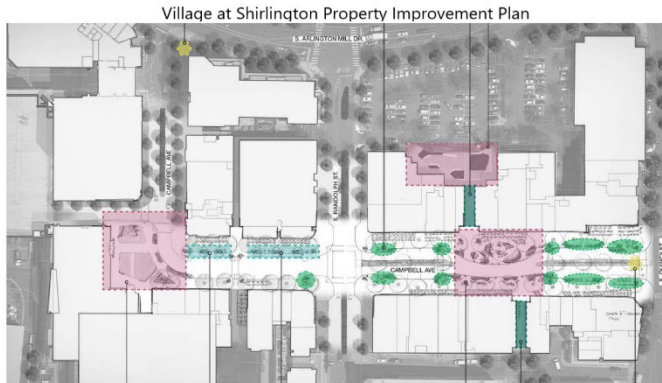 Village at Shirlington Property Improvement Plan
S. ARLINGTON MILL DR.
CAMPBELL AVE
S. RANDOLPH ST.
CAMPBELL AVE